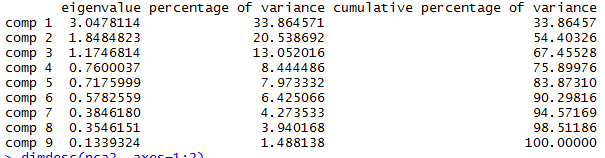 eigenvalue percentage of variance cumulative percentage of variance
comp 1 3.0478114 33.864571 33.86457
comp 2 1.8484823 20.538692 54.40326
comp 3 1.1746814 13.052016 67.45528
comp 4 0.7600037 8.444486 75.89976
comp 5 0.7175999 7.973332 83.87310
comp 6 0.5782559 6.425066 90.29816
comp 7 0.3846180 4.273533 94.57169
comp 8 0.3546151 3.940168 98.51186
comp 9 0.1339324 1.488138 100.00000
> dimdesc(pca2, axes=1:2)